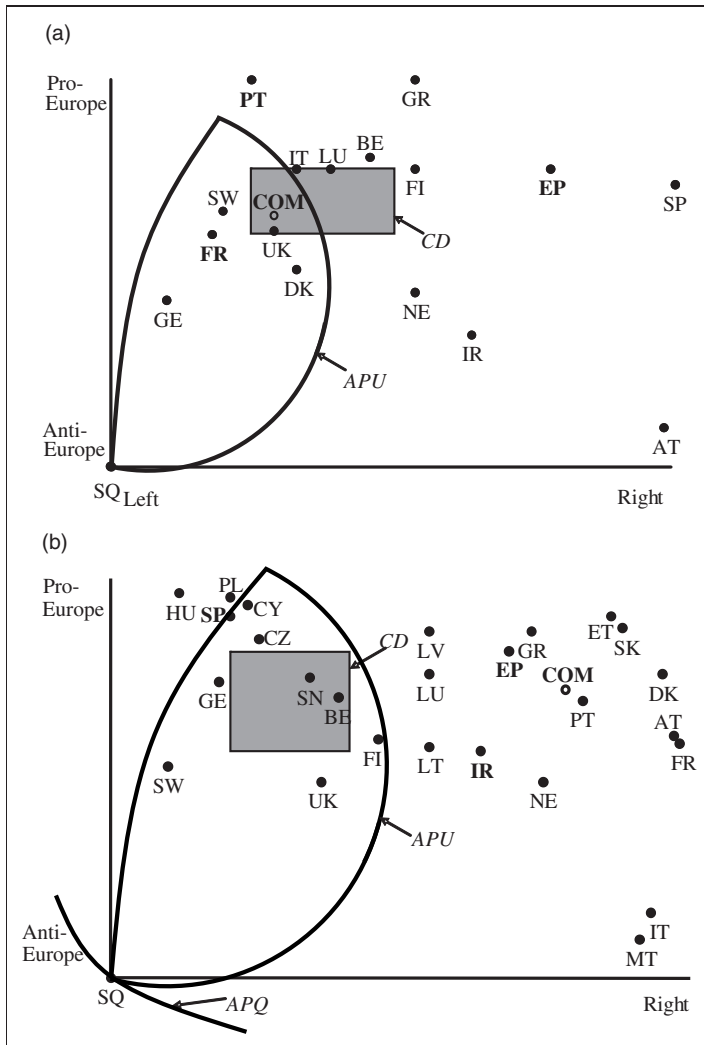 (a)
Pro-
Europe
PT
GR
IT
LU
BE
FI
EP
SP
SW
COM
FR
UK
CD
DK
GE
NE
IR
APU
Anti-
Europe
AT
SQ
Left
Right
(b)
Pro-
Europe
HU
PL
SP
CY
CZ
CD
LV
EP
GR
ET
SK
GE
SN
BE
LU
COM
PT
DK
AT
FR
FI
LT
IR
SW
UK
NE
APU
Anti-
Europe
IT
MT
SQ
APQ
Right